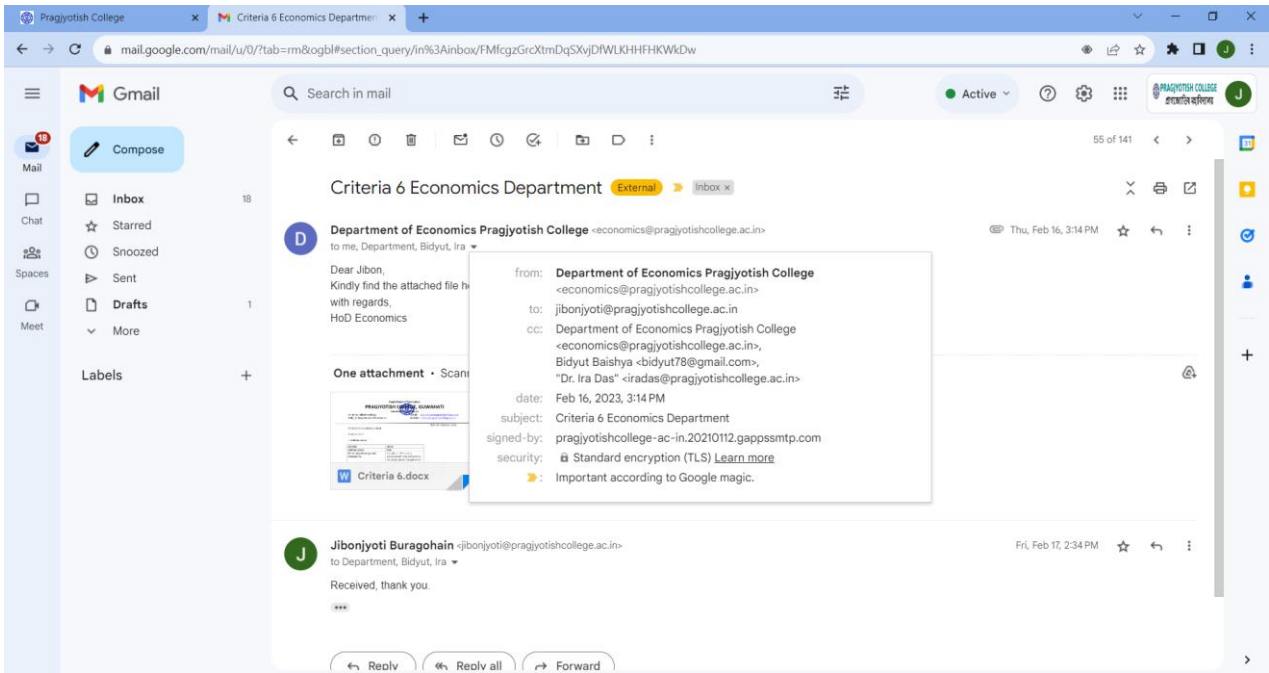 Pragjyotish College
Criteria 6 Economics Departmen
mail.google.com/mail/u/0/?tab=rm&ogbl#section_query/in%3Ainbox/FMfcgzGrcXtmDqSXvjDfWLKHHFHKWkDw
Gmail
Search in mail
Active
PRAGJYOTISH COLLEGE
J
18
Mail
Chat
Spaces
Meet
Compose
Inbox 18
Starred
Snoozed
Sent
Drafts 1
More
Labels
55 of 141
31
Criteria 6 Economics Department External Inbox x
D
Department of Economics Pragjyotish College <economics@pragjyotishcollege.ac.in>
Thu, Feb 16, 3:14 PM
to me, Department, Bidyut, Ira
Dear Jibon,
Kindly find the attached file
with regards,
HoD Economics
from: Department of Economics Pragjyotish College
<economics@pragjyotishcollege.ac.in>
to: jibonjyoti@pragjyotishcollege.ac.in
cc: Department of Economics Pragjyotish College
<economics@pragjyotishcollege.ac.in>,
Bidyut Baishya <bidyut78@gmail.com>,
"Dr. Ira Das" <iradas@pragjyotishcollege.ac.in>
date: Feb 16, 2023, 3:14 PM
subject: Criteria 6 Economics Department
signed-by: pragjyotishcollege-ac-in.20210112.gappssmtp.com
security: Standard encryption (TLS) Learn more
: Important according to Google magic.
One attachment • Scan
PRAGJYOTISH COLLEGE, GUWAHATI
W Criteria 6.docx
J
Jibonjyoti Buragohain <jibonjyoti@pragjyotishcollege.ac.in>
Fri, Feb 17, 2:34 PM
to Department, Bidyut, Ira
Received, thank you.
Reply
Reply all
Forward